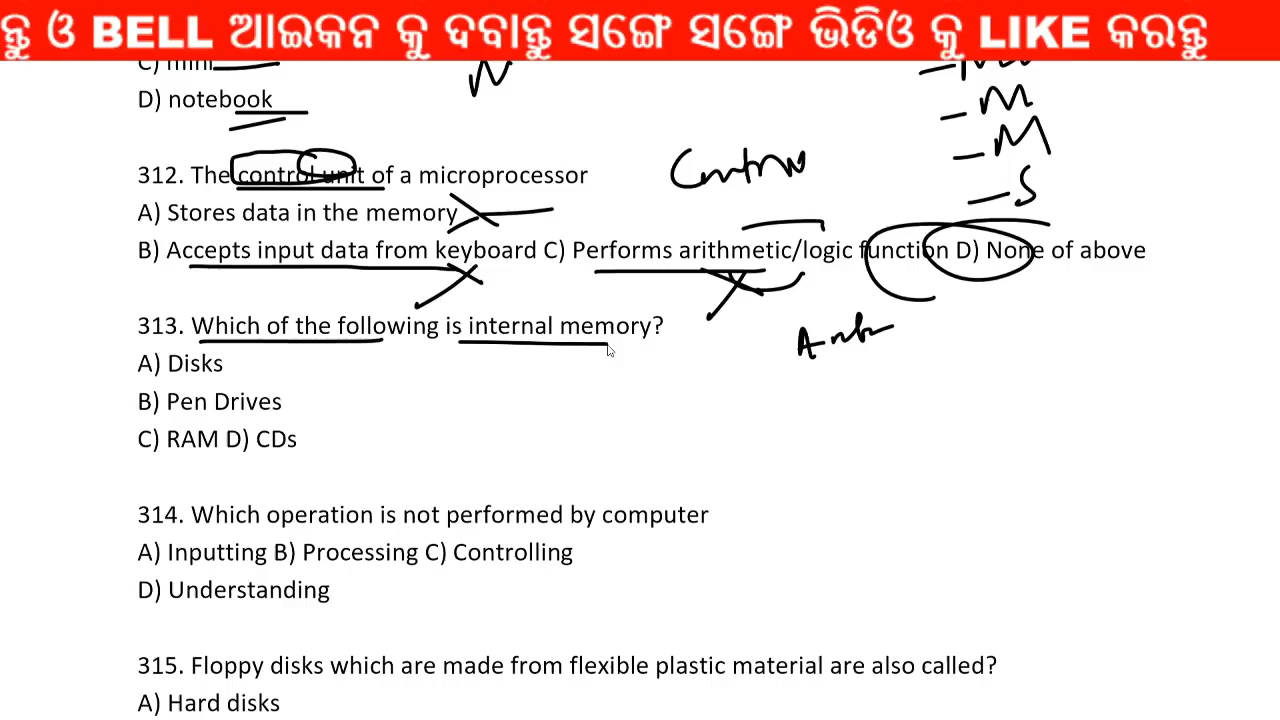 ନ୍ତୁ ଓ BELL ଆଇକନ କୁ ଦବାନ୍ତୁ ସଙ୍ଗେ ସଙ୍ଗେ ଭିଡିଓ କୁ LIKE କରନ୍ତୁ
C) mini
D) notebook
N
M
M
S
312. The control unit of a microprocessor
Control
A) Stores data in the memory
B) Accepts input data from keyboard C) Performs arithmetic/logic function D) None of above
313. Which of the following is internal memory?
A) Disks
B) Pen Drives
C) RAM D) CDs
314. Which operation is not performed by computer
A) Inputting B) Processing C) Controlling
D) Understanding
315. Floppy disks which are made from flexible plastic material are also called?
A) Hard disks